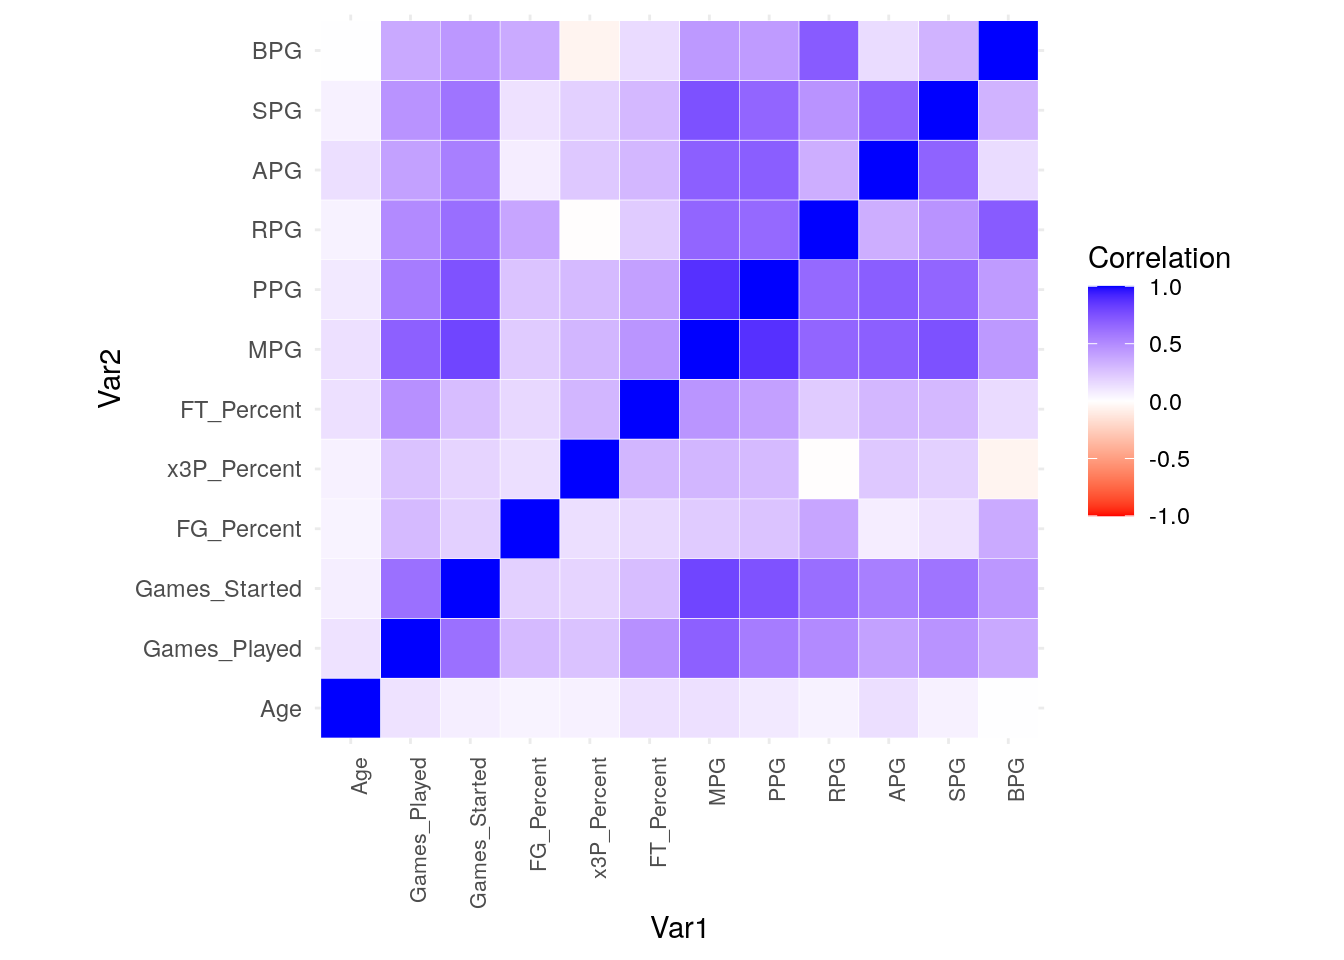 BPG
SPG
APG
RPG
PPG
MPG
FT_Percent
x3P_Percent
FG_Percent
Games_Started
Games_Played
Age
Var2
Age
Games_Played
Games_Started
FG_Percent
x3P_Percent
FT_Percent
MPG
PPG
RPG
APG
SPG
BPG
Var1
Correlation
1.0
0.5
0.0
-0.5
-1.0